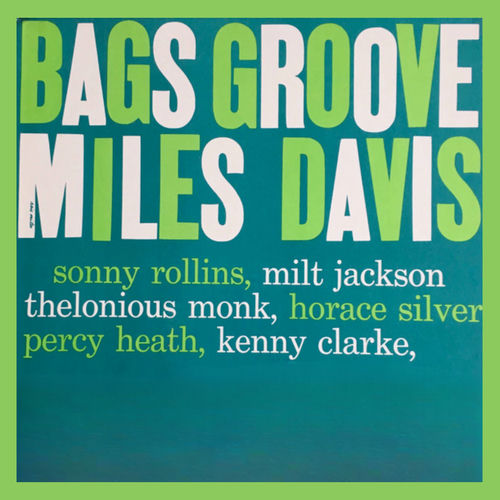 BAGS GROOVE
MILES DAVIS
sonny rollins, milt jackson
thelonious monk, horace silver
percy heath, kenny clarke,